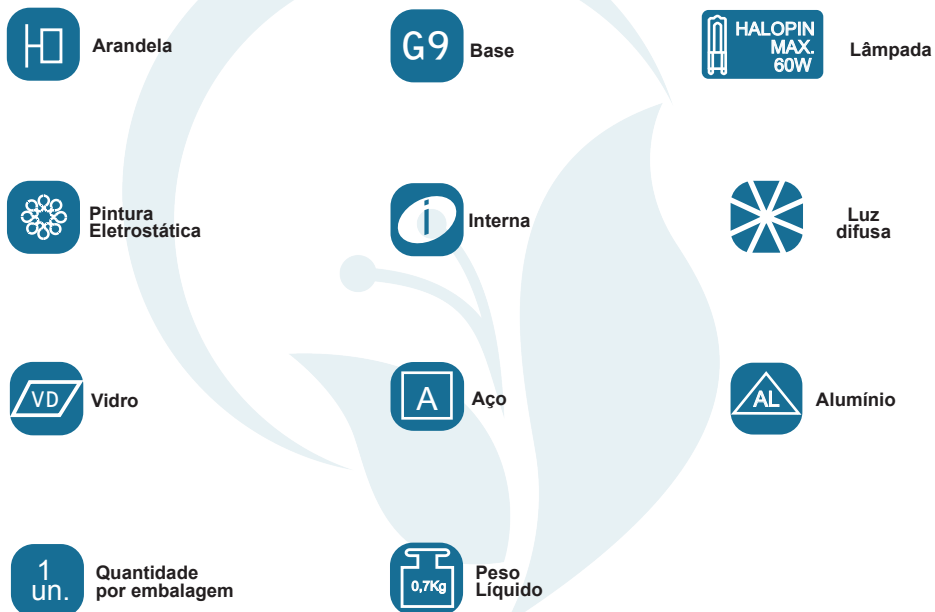 Arandela
G9
Base
HALOPIN
MAX.
60W
Lâmpada
Pintura
Eletrostática
i
Interna
Luz
difusa
VD
Vidro
A
Aço
AL
Alumínio
1
un.
Quantidade
por embalagem
0,7Kg
Peso
Líquido